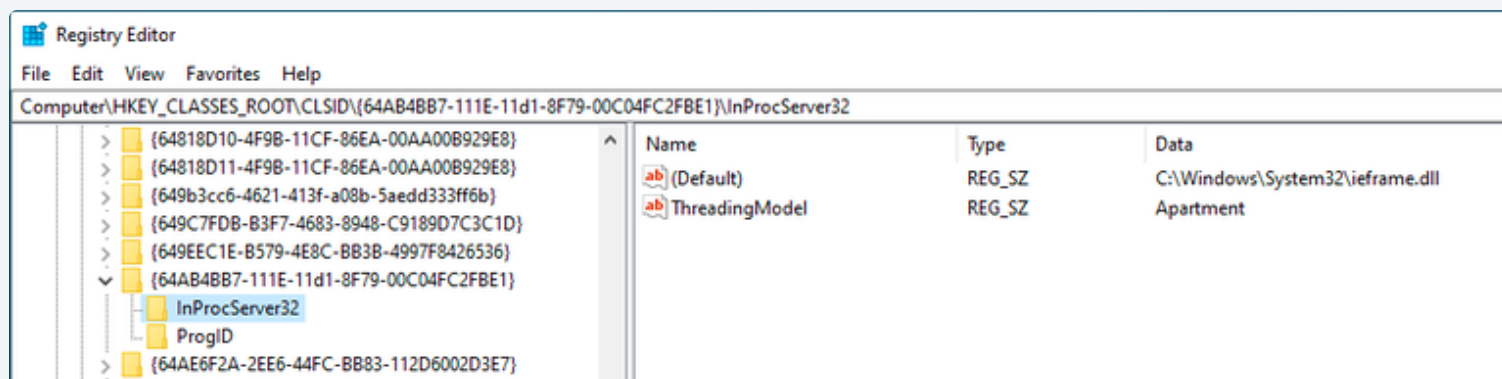 Registry Editor
File Edit View Favorites Help
Computer\HKEY_CLASSES_ROOT\CLSID\{64AB4BB7-111E-11d1-8F79-00C04FC2FBE1}\InProcServer32
{64818D10-4F9B-11CF-86EA-00AA00B929E8}
{64818D11-4F9B-11CF-86EA-00AA00B929E8}
{649b3cc6-4621-413f-a08b-5aedd333ff6b}
{649C7FDB-B3F7-4683-8948-C9189D7C3C1D}
{649EEC1E-B579-4E8C-BB3B-4997F8426536}
{64AB4BB7-111E-11d1-8F79-00C04FC2FBE1}
InProcServer32
ProgID
{64AE6F2A-2EE6-44FC-BB83-112D6002D3E7}
Name Type Data
ab (Default) REG_SZ C:\Windows\System32\ieframe.dll
ab ThreadingModel REG_SZ Apartment